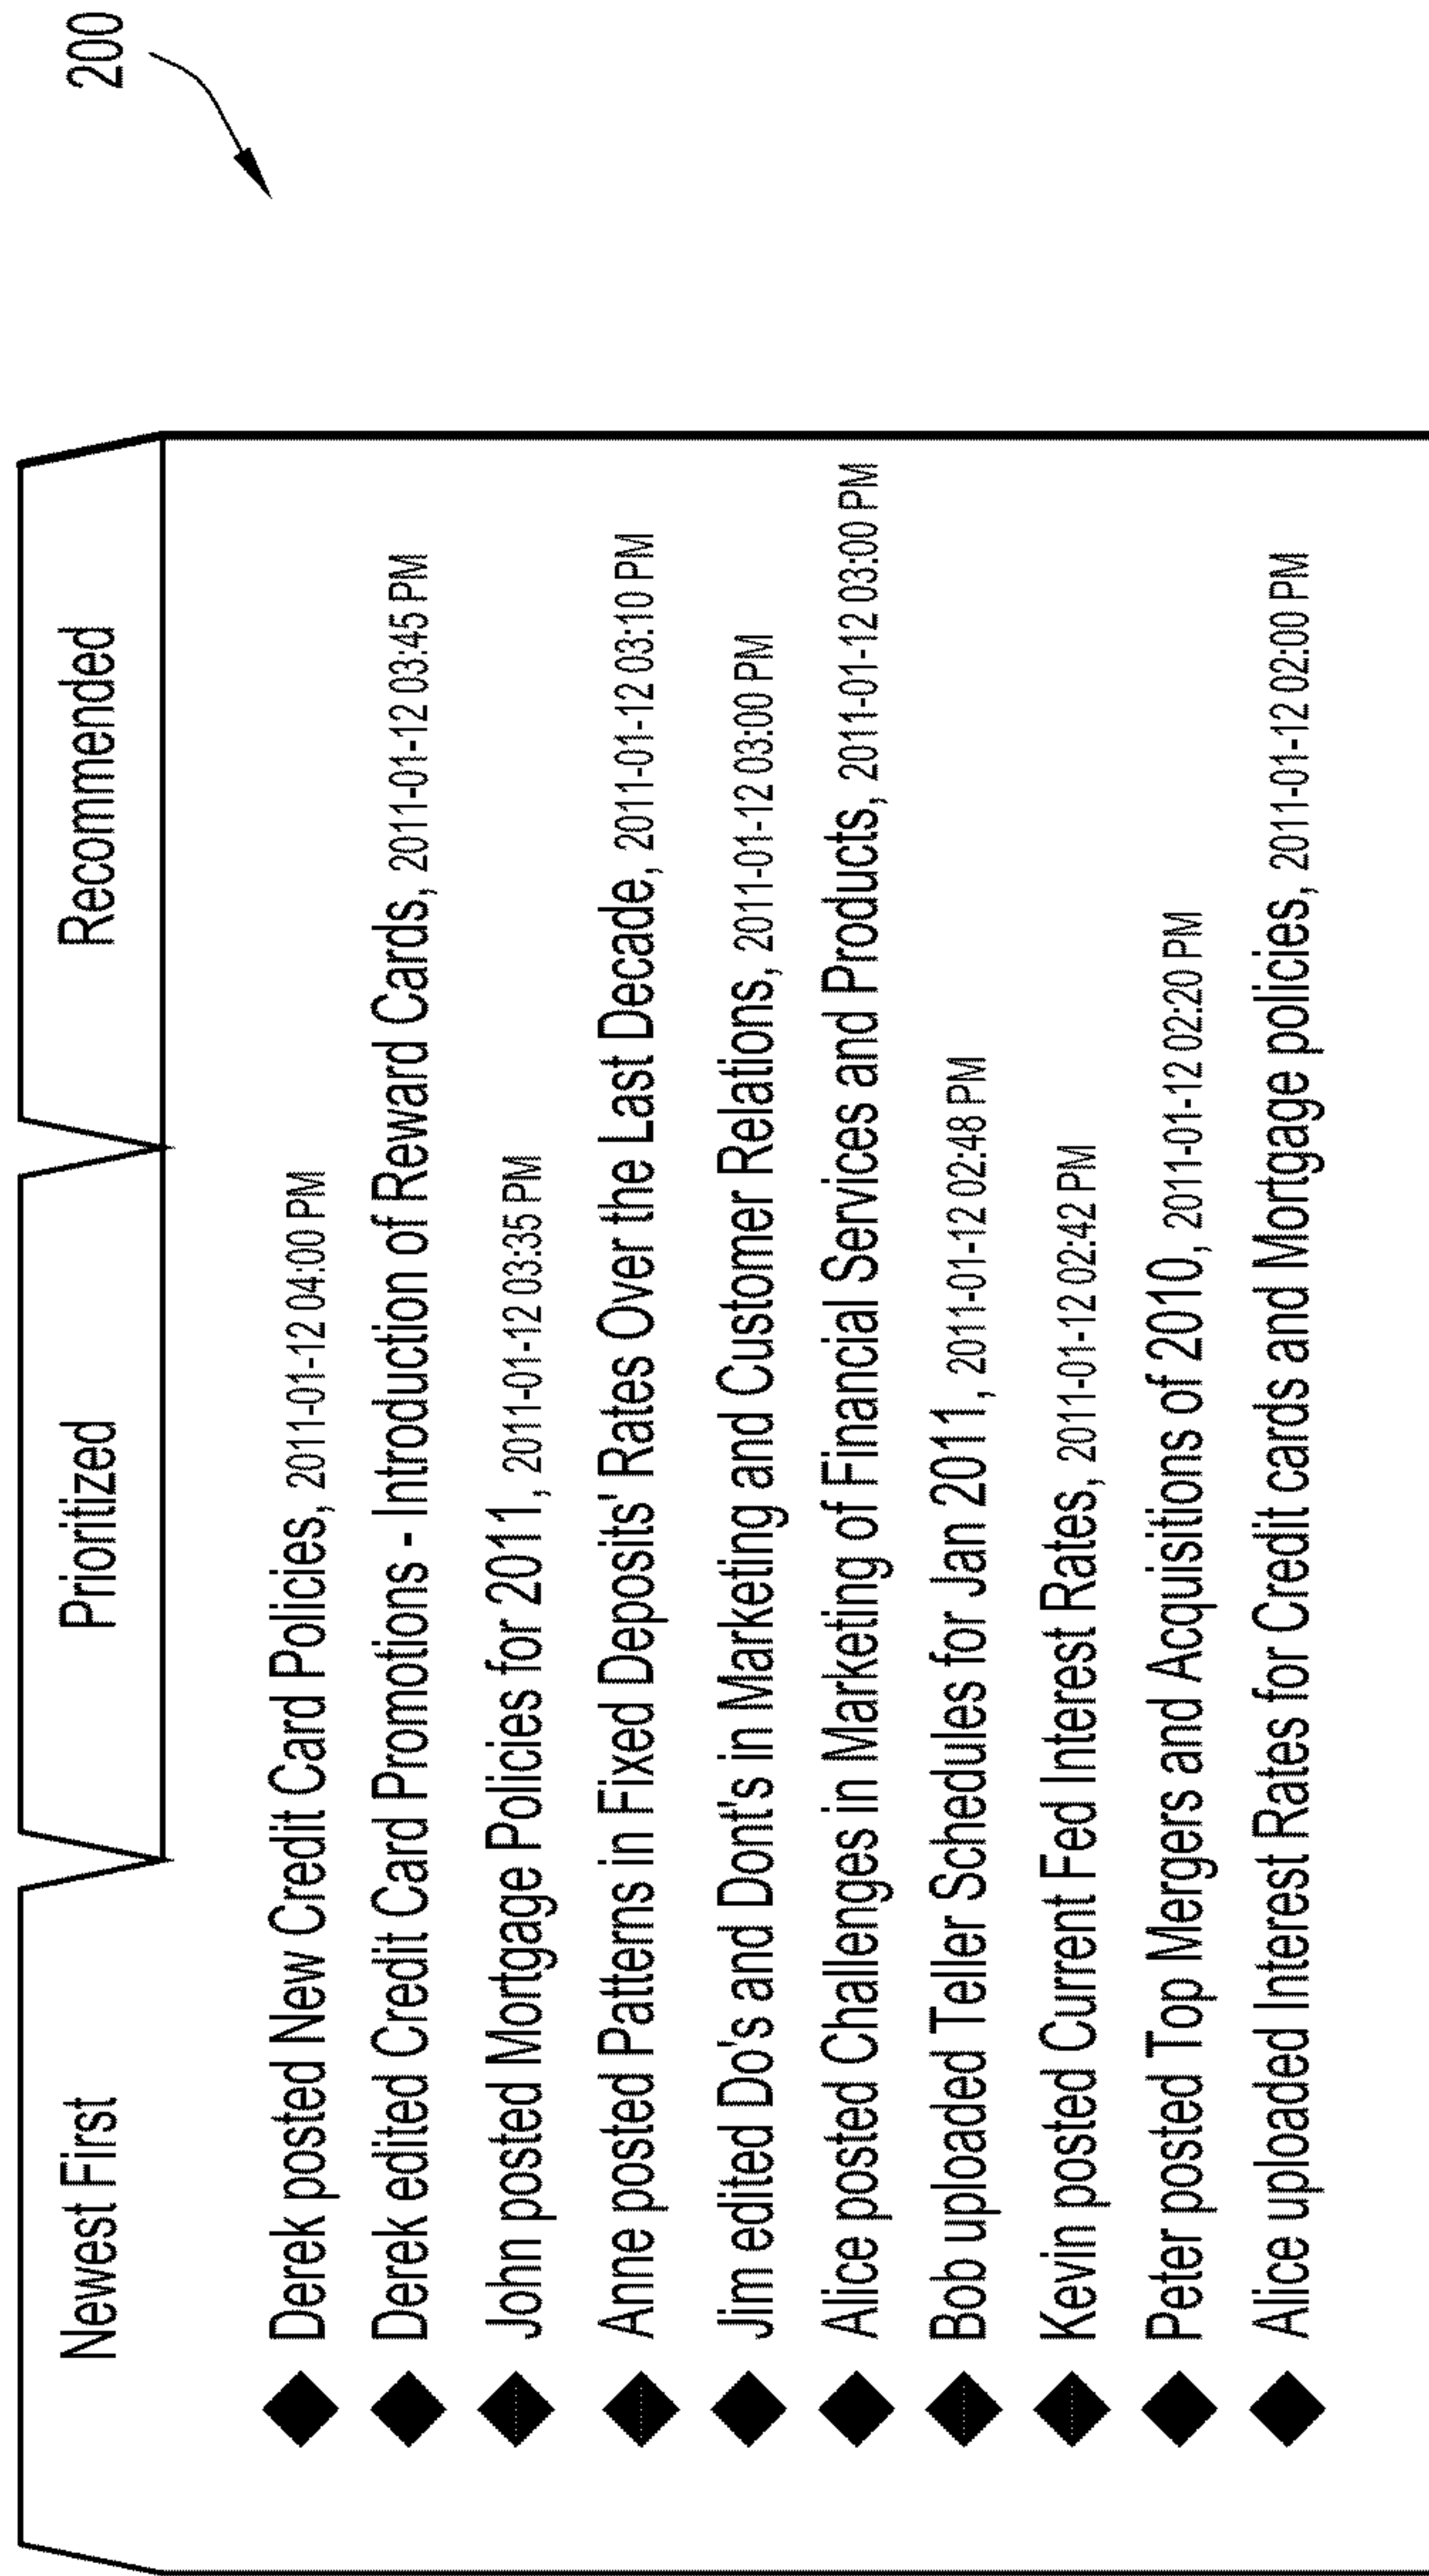 200
Newest First
Prioritized
Recommended
Derek posted New Credit Card Policies, 2011-01-12 04:00 PM
Derek edited Credit Card Promotions - Introduction of Reward Cards, 2011-01-12 03:45 PM
John posted Mortgage Policies for 2011, 2011-01-12 03:35 PM
Anne posted Patterns in Fixed Deposits' Rates Over the Last Decade, 2011-01-12 03:10 PM
Jim edited Do's and Dont's in Marketing and Customer Relations, 2011-01-12 03:00 PM
Alice posted Challenges in Marketing of Financial Services and Products, 2011-01-12 03:00 PM
Bob uploaded Teller Schedules for Jan 2011, 2011-01-12 02:48 PM
Kevin posted Current Fed Interest Rates, 2011-01-12 02:42 PM
Peter posted Top Mergers and Acquisitions of 2010, 2011-01-12 02:20 PM
Alice uploaded Interest Rates for Credit cards and Mortgage policies, 2011-01-12 02:00 PM